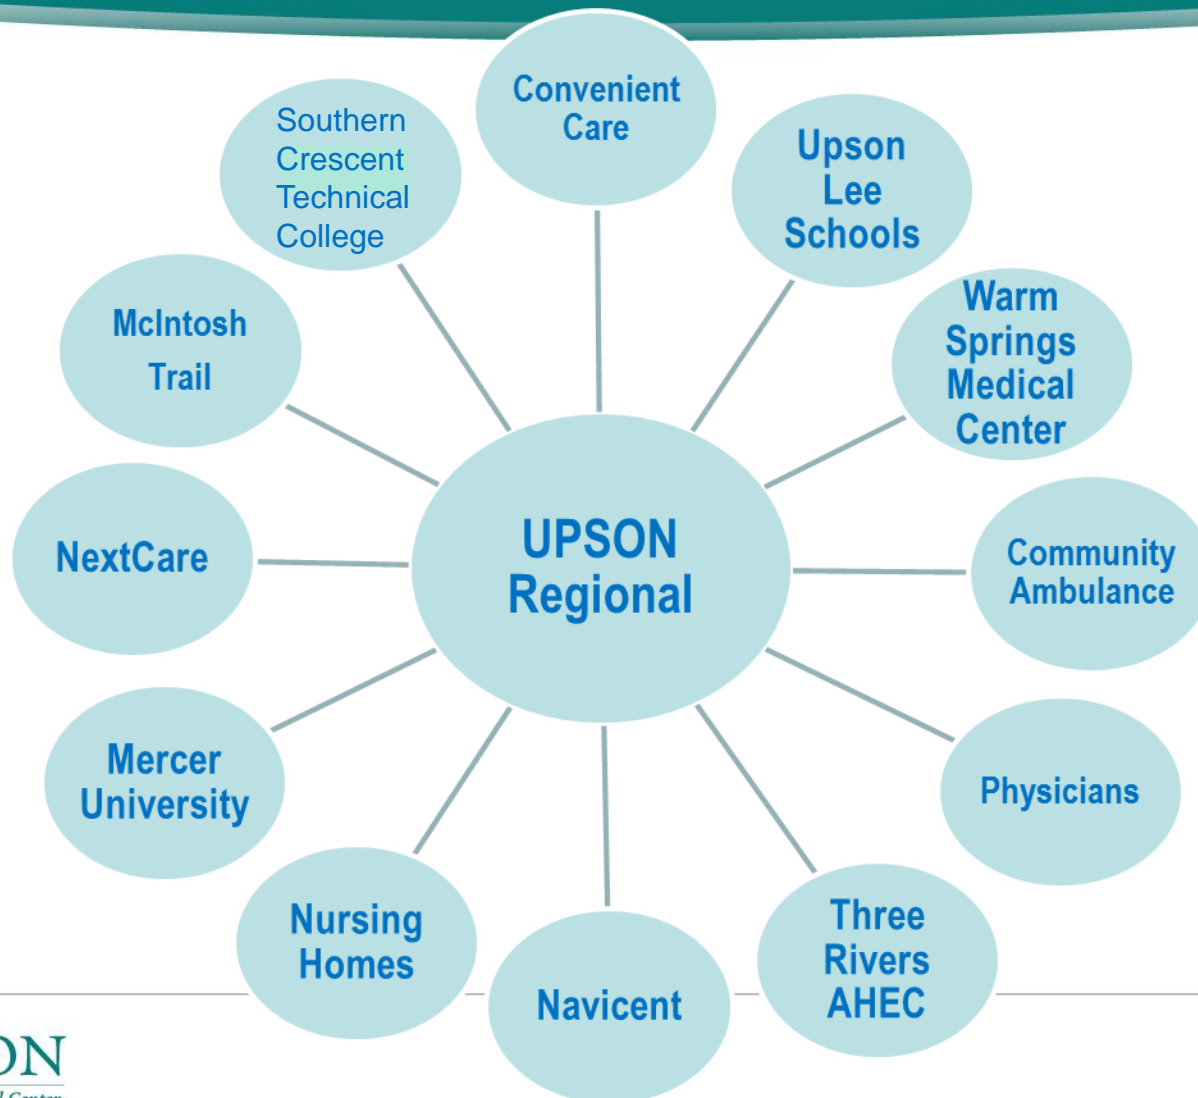 Convenient
Care
Southern
Crescent
Technical
College
Upson
Lee
Schools
McIntosh
Trail
Warm
Springs
Medical
Center
NextCare
UPSON
Regional
Community
Ambulance
Mercer
University
Physicians
Nursing
Homes
Navicent
Three
Rivers
AHEC
ON
Center